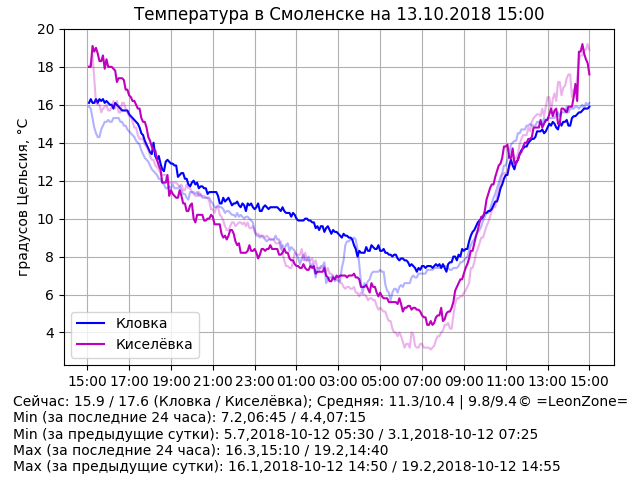 Температура в Смоленске на 13.10.2018 15:00
градусов Цельсия, °C
20
18
16
14
12
10
8
6
4
Кловка
Киселёвка
15:00 17:00 19:00 21:00 23:00 01:00 03:00 05:00 07:00 09:00 11:00 13:00 15:00
Сейчас: 15.9 / 17.6 (Кловка / Киселёвка); Средняя: 11.3/10.4 | 9.8/9.4© =LeonZone=
Min (за последние 24 часа): 7.2,06:45 / 4.4,07:15
Min (за предыдущие сутки): 5.7,2018-10-12 05:30 / 3.1,2018-10-12 07:25
Max (за последние 24 часа): 16.3,15:10 / 19.2,14:40
Max (за предыдущие сутки): 16.1,2018-10-12 14:50 / 19.2,2018-10-12 14:55